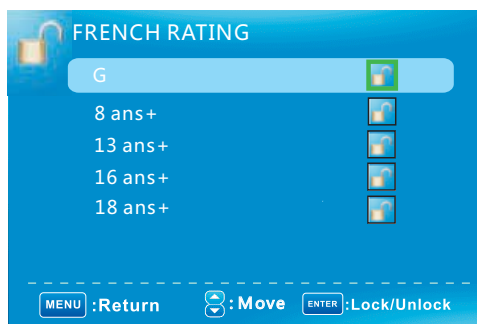 FRENCH RATING
G
8 ans+
13 ans+
16 ans+
18 ans+
MENU :Return :Move ENTER :Lock/Unlock